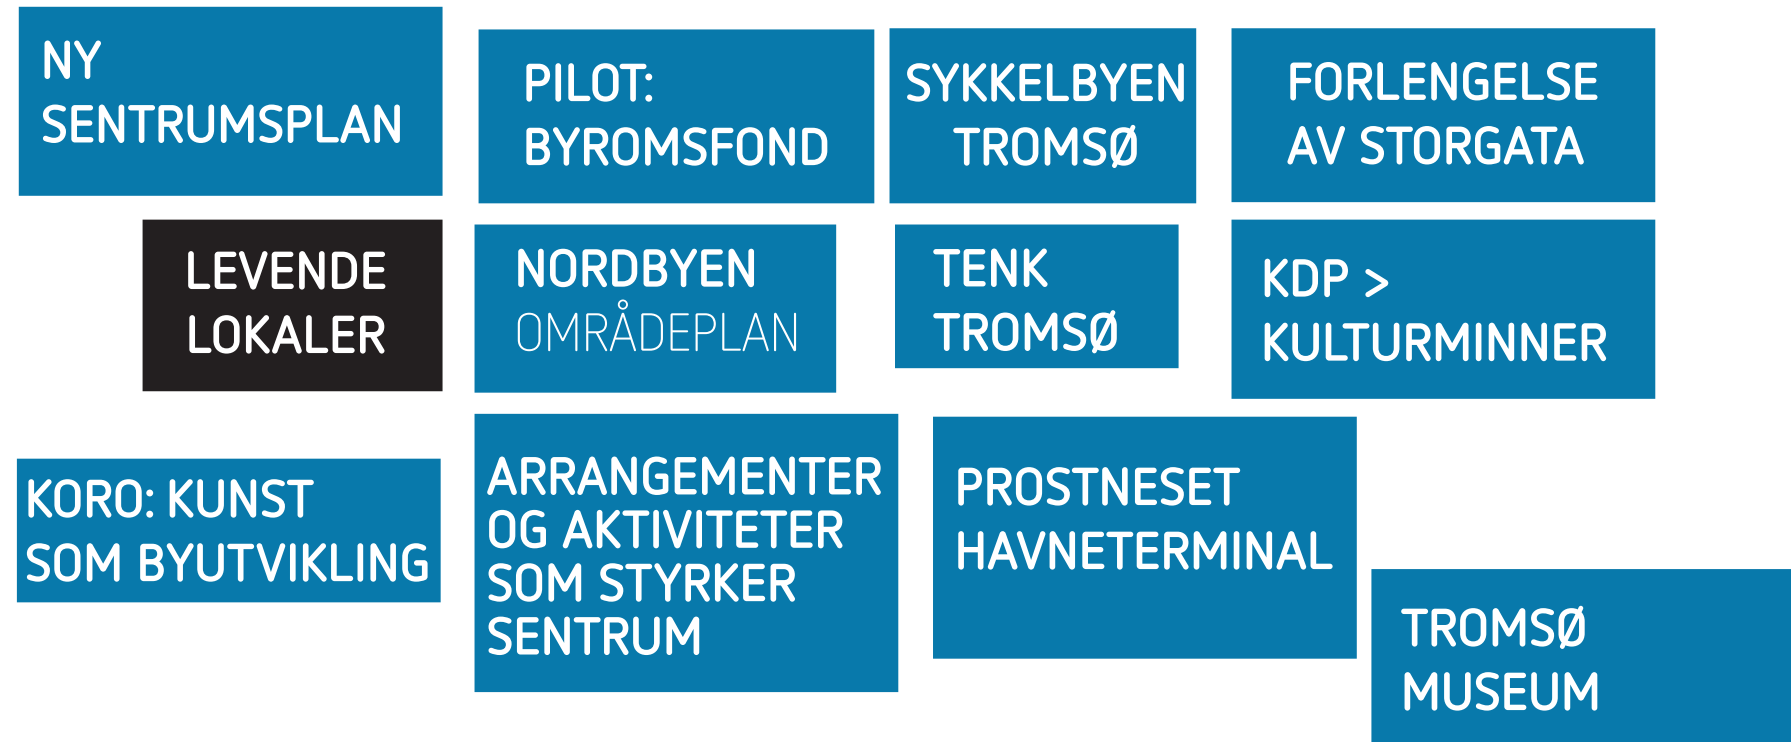 NY
SENTRUMSPLAN
PILOT:
BYROMSFOND
SYKKELBYEN
TROMSØ
FORLENGELSE
AV STORGATA
LEVENDE
LOKALER
NORDBYEN
OMRÅDEPLAN
TENK
TROMSØ
KDP >
KULTURMINNER
KORO: KUNST
SOM BYUTVIKLING
ARRANGEMENTER
OG AKTIVITETER
SOM STYRKER
SENTRUM
PROSTNESET
HAVNETERMINAL
TROMSØ
MUSEUM